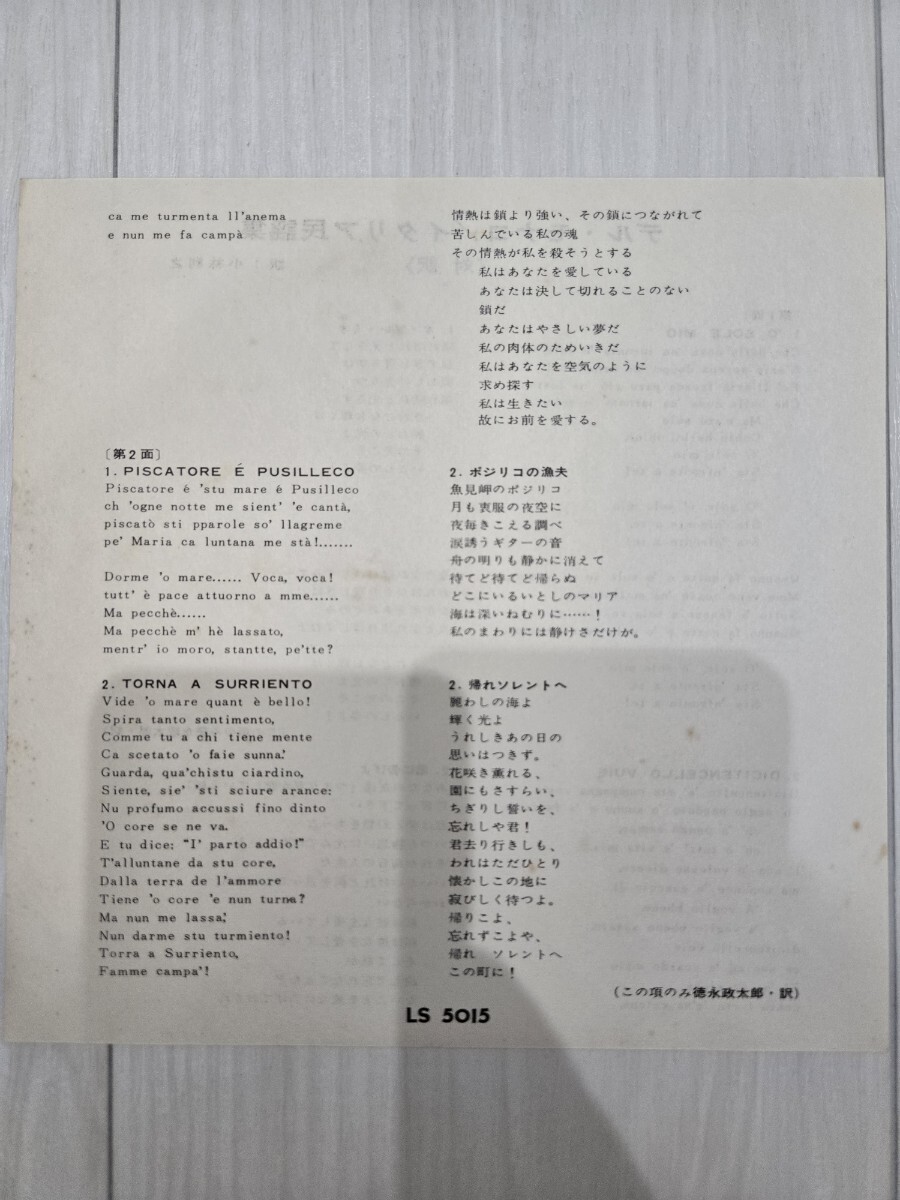 ca me turmenta ll'anema
e nun me fa campà
情熱は鎖より強い、その鎖につながれて
苦しんでいる私の魂
その情熱が私を殺そうとする
私はあなたを愛している
あなたは決して切れることのない
鎖だ
あなたはやさしい夢だ
私の肉体のためいきだ
私はあなたを空気のように
求め探す
私は生きたい
故にお前を愛する。
〔第2面〕
1. PISCATORE É PUSILLECO
Piscatore é 'stu mare é Pusilleco
ch 'ogne notte me sient' 'e cantà,
piscatò sti pparole so' llagreme
pe' Maria ca luntana me stà!.......
Dorme 'o mare...... Voca, voca!
tutt' è pace attuorno a mme......
Ma pecchè......
Ma pecchè m' hè lassato,
mentr' io moro, stantte, pe'tte?
2. ポジリコの漁夫
魚見岬のポジリコ
月も喪服の夜空に
夜毎きこえる調べ
涙誘うギターの音
舟の明りも静かに消えて
待てど待てど帰らぬ
どこにいるいとしのマリア
海は深いねむりに……！
私のまわりには静けさだけが。
2. TORNA A SURRIENTO
Vide 'o mare quant è bello!
Spira tanto sentimento,
Comme tu a chi tiene mente
Ca scetato 'o faie sunna.'
Guarda, qua'chistu ciardino,
Siente, sie' 'sti sciure arance:
Nu profumo accussi fino dinto
'O core se ne va.
E tu dice: “I' parto addio!”
T'alluntane da stu core,
Dalla terra de l'ammore
Tiene 'o core 'e nun turna?
Ma nun me lassa,'
Nun darme stu turmiento!
Torra a Surriento,
Famme campa'!
2. 帰れソレントへ
麗わしの海よ
輝く光よ
うれしきあの日の
思いはつきず。
花咲き薫れる、
園にもさすらい、
ちぎりし誓いを、
忘れしや君！
君去り行きしも、
われはただひとり
懐かしこの地に
寂びしく待つよ。
帰りこよ、
忘れずこよや、
帰れ ソレントへ
この町に！
(この項のみ徳永政太郎・訳)
LS 5015